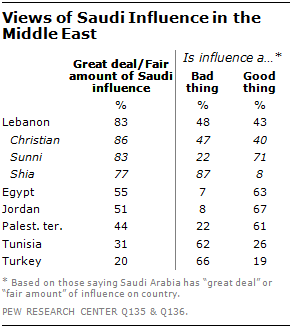 Views of Saudi Influence in the
Middle East
Is influence a…*
Great deal/Fair amount of Saudi influence Bad thing Good thing
% % %
Lebanon 83 48 43
Christian 86 47 40
Sunni 83 22 71
Shia 77 87 8
Egypt 55 7 63
Jordan 51 8 67
Palest. ter. 44 22 61
Tunisia 31 62 26
Turkey 20 66 19
* Based on those saying Saudi Arabia has “great deal” or
“fair amount” of influence on country.
PEW RESEARCH CENTER Q135 & Q136.